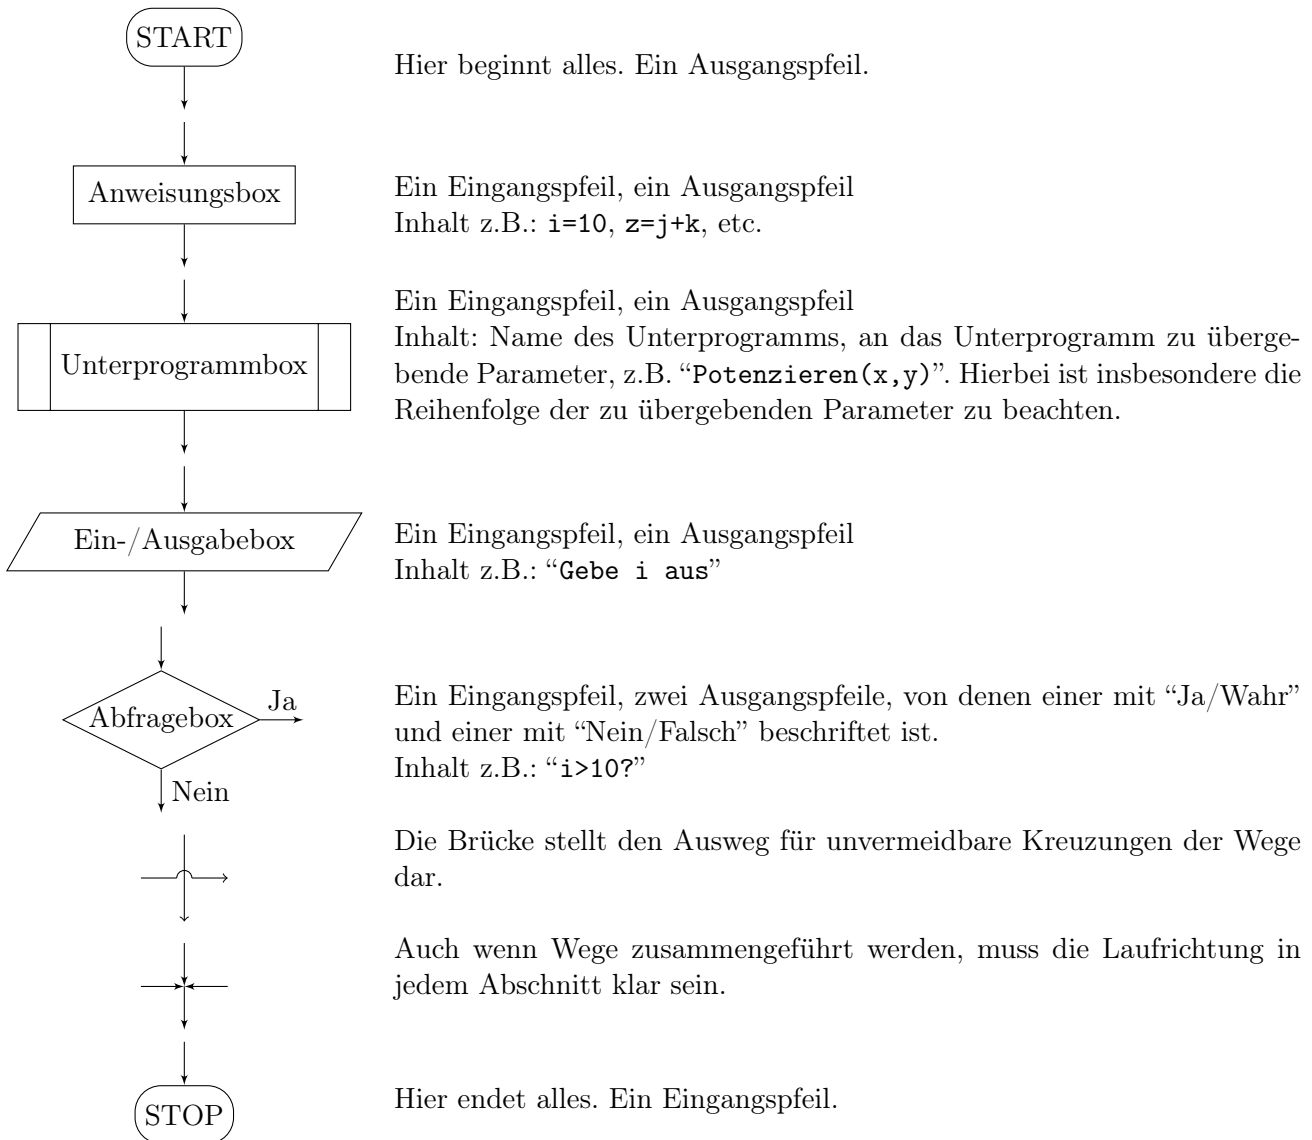 START
Hier beginnt alles. Ein Ausgangspfeil.
Anweisungsbox
Ein Eingangspfeil, ein Ausgangspfeil
Inhalt z.B.: i=10, z=j+k, etc.
Unterprogrammbox
Ein Eingangspfeil, ein Ausgangspfeil
Inhalt: Name des Unterprogramms, an das Unterprogramm zu überge-
bende Parameter, z.B. “Potenzieren(x,y)”. Hierbei ist insbesondere die
Reihenfolge der zu übergebenden Parameter zu beachten.
Ein-/Ausgabebox
Ein Eingangspfeil, ein Ausgangspfeil
Inhalt z.B.: “Gebe i aus”
Abfragebox
Ja
Nein
Ein Eingangspfeil, zwei Ausgangspfeile, von denen einer mit “Ja/Wahr”
und einer mit “Nein/Falsch” beschriftet ist.
Inhalt z.B.: “i>10?”
Die Brücke stellt den Ausweg für unvermeidbare Kreuzungen der Wege
dar.
Auch wenn Wege zusammengeführt werden, muss die Laufrichtung in
jedem Abschnitt klar sein.
STOP
Hier endet alles. Ein Eingangspfeil.